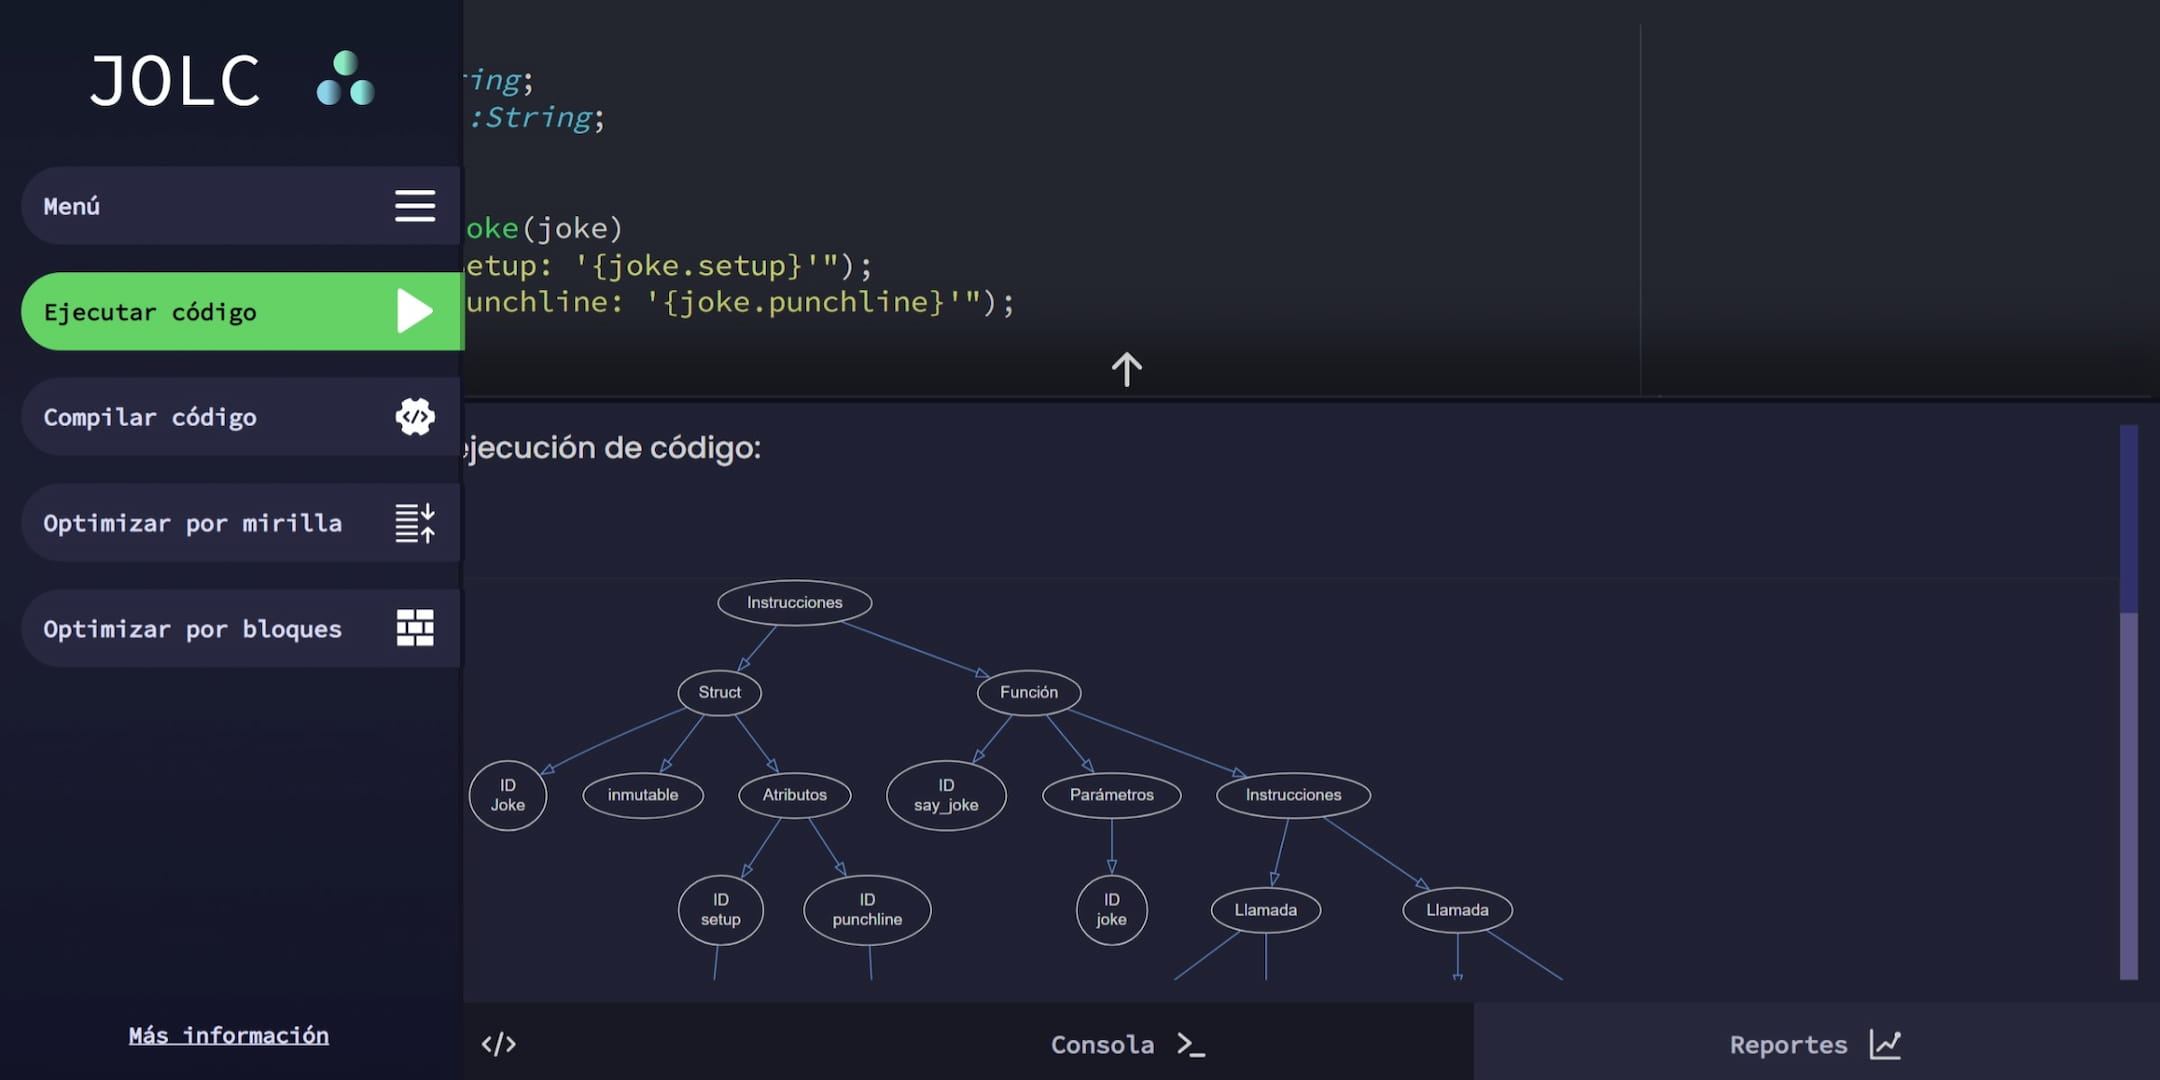 JOLC
Menú
Ejecutar código
Compilar código
Optimizar por mirilla
Optimizar por bloques
Más información
ring;
:String;
oke(joke)
etup: '{joke.setup}'");
unchline: '{joke.punchline}'");
ejecución de código:
Instrucciones
Struct
Función
ID
Joke
inmutable
Atributos
ID
say_joke
Parámetros
Instrucciones
ID
setup
ID
punchline
ID
joke
Llamada
Llamada
</>
Consola >_
Reportes